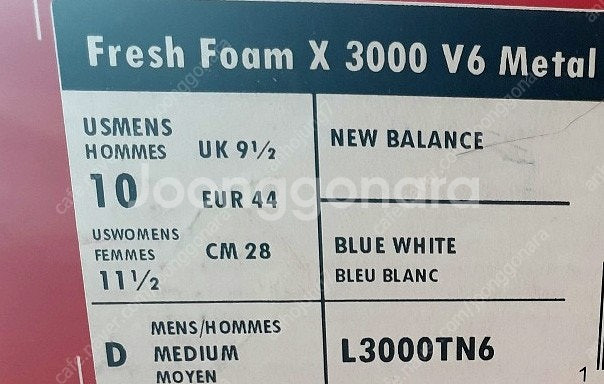 Fresh Foam X 3000 V6 Metal
USMENS
HOMMES
10
UK 9½
EUR 44
USWOMENS
FEMMES
11½
CM 28
NEW BALANCE
BLUE WHITE
BLEU BLANC
D
MENS/HOMMES
MEDIUM
MOYEN
L3000TN6
1
Joonggonara